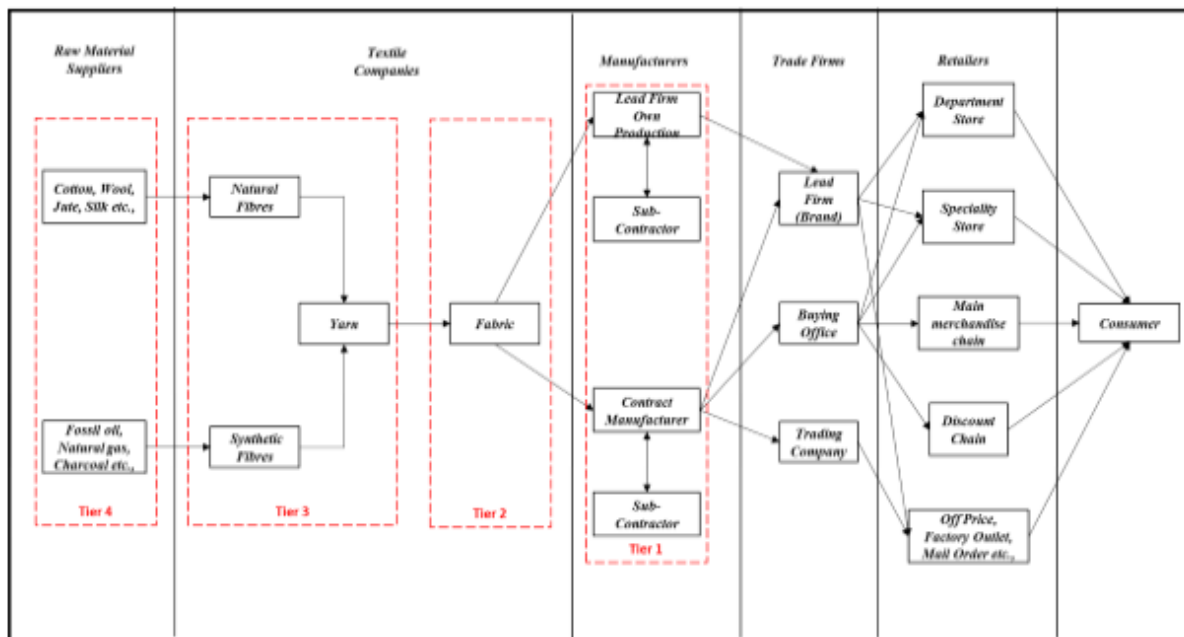 Raw Material
Suppliers
Textile
Companies
Manufacturers
Trade Firms
Retailers
Cotton, Wool,
Jute, Silk etc.,
Fossil oil,
Natural gas,
Charcoal etc.,
Tier 4
Natural
Fibres
Yarn
Synthetic
Fibres
Tier 3
Fabric
Tier 2
Lead Firm
Own
Production
Sub-
Contractor
Contract
Manufacturer
Sub-
Contractor
Tier 1
Lead
Firm
(Brand)
Buying
Office
Trading
Company
Department
Store
Speciality
Store
Main
merchandise
chain
Discount
Chain
Off Price,
Factory Outlet,
Mail Order etc.,
Consumer